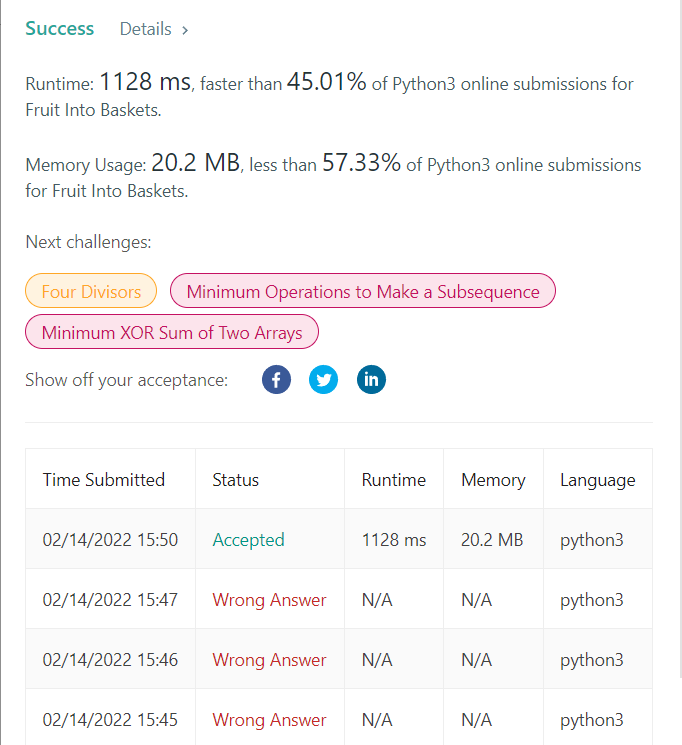 Success Details >
Runtime: 1128 ms, faster than 45.01% of Python3 online submissions for
Fruit Into Baskets.
Memory Usage: 20.2 MB, less than 57.33% of Python3 online submissions
for Fruit Into Baskets.
Next challenges:
Four Divisors Minimum Operations to Make a Subsequence
Minimum XOR Sum of Two Arrays
Show off your acceptance: f in
Time Submitted Status Runtime Memory Language
02/14/2022 15:50 Accepted 1128 ms 20.2 MB python3
02/14/2022 15:47 Wrong Answer N/A N/A python3
02/14/2022 15:46 Wrong Answer N/A N/A python3
02/14/2022 15:45 Wrong Answer N/A N/A python3